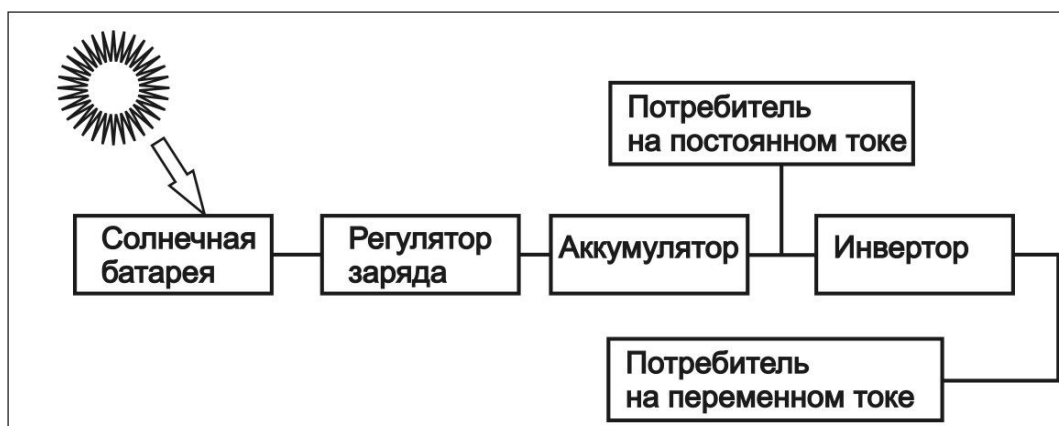 Потребитель
на постоянном токе
Солнечная
батарея
Регулятор
заряда
Аккумулятор
Инвертор
Потребитель
на переменном токе